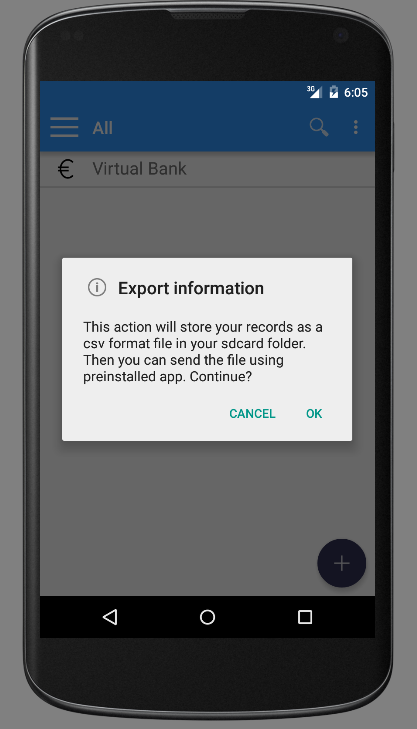 3G 6:05
All
€ Virtual Bank
Export information
This action will store your records as a
csv format file in your sdcard folder.
Then you can send the file using
preinstalled app. Continue?
CANCEL OK